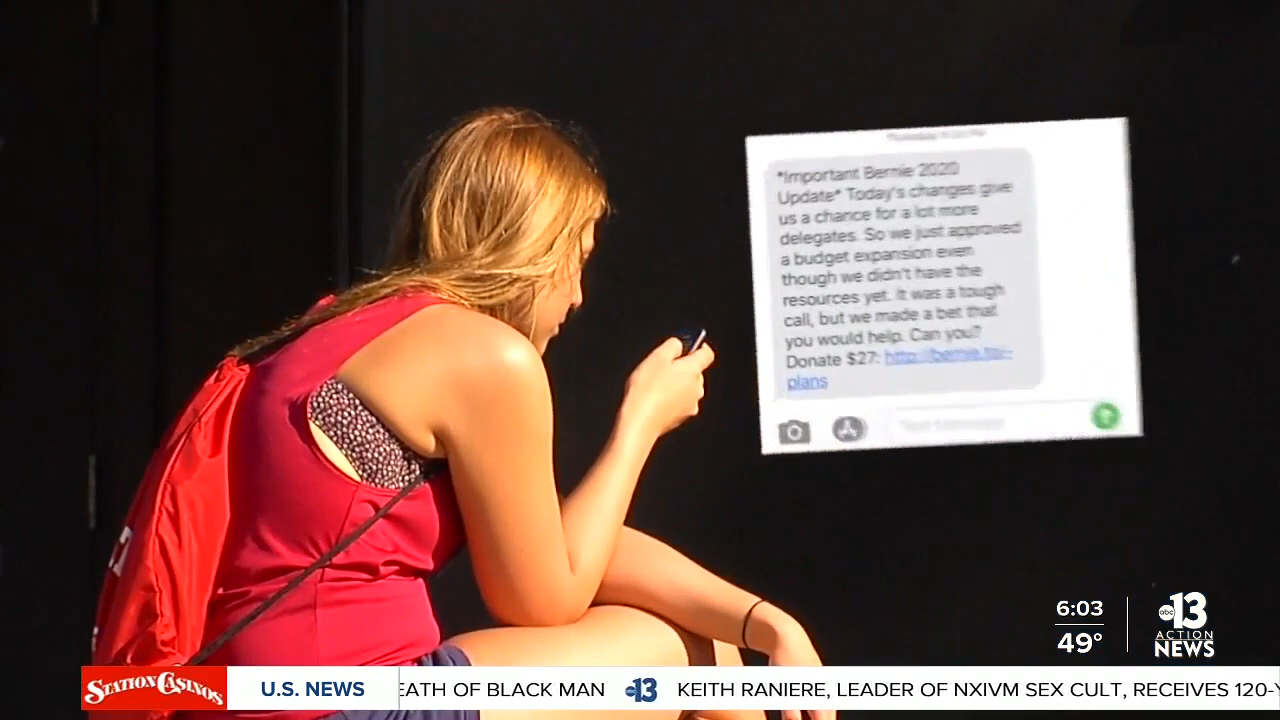 *Important Bernie 2020
Update* Today's changes give
us a chance for a lot more
delegates. So we just approved
a budget expansion even
though we didn't have the
resources yet. It was a tough
call, but we made a bet that
you would help. Can you?
Donate $27:
plans
6:03
49°
abc 13
ACTION
NEWS
STATION CASINOS
U.S. NEWS
EATH OF BLACK MAN abc 13 KEITH RANIERE, LEADER OF NXIVM SEX CULT, RECEIVES 120-